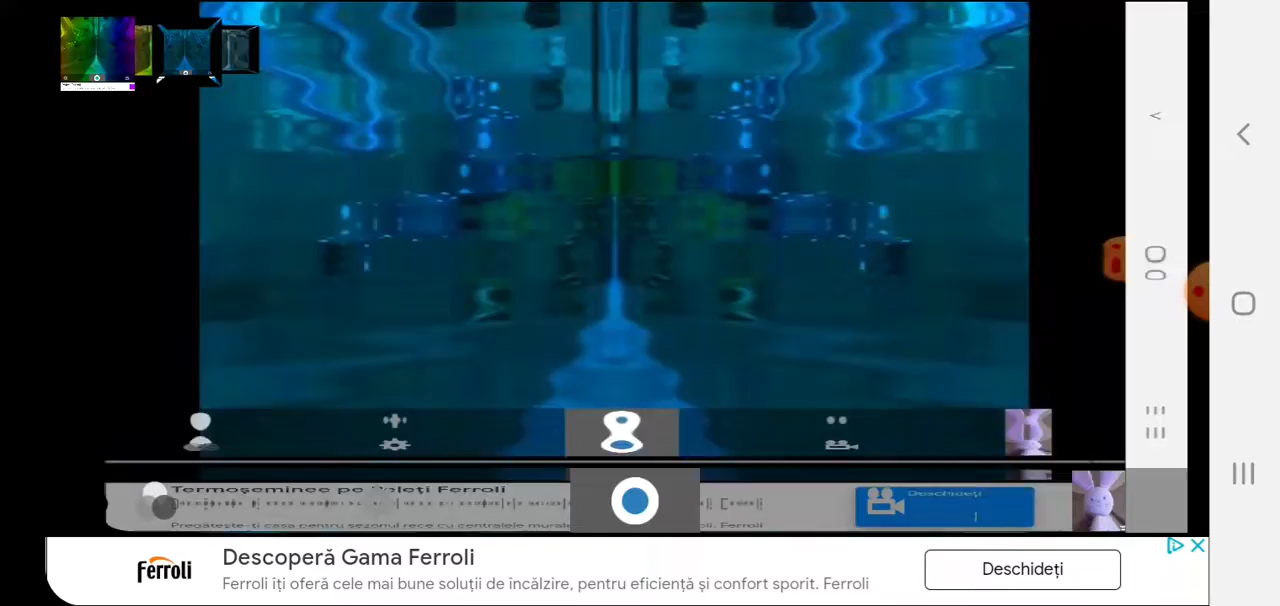 Termoșeminee pe Peleți Ferroli
Deschideți
Pregătește-ți casa pentru sezonul rece cu centralele murale
Ferroli
Descoperă Gama Ferroli
Ferroli îți oferă cele mai bune soluții de încălzire, pentru eficiență și confort sporit. Ferroli
ferroli
Deschideți